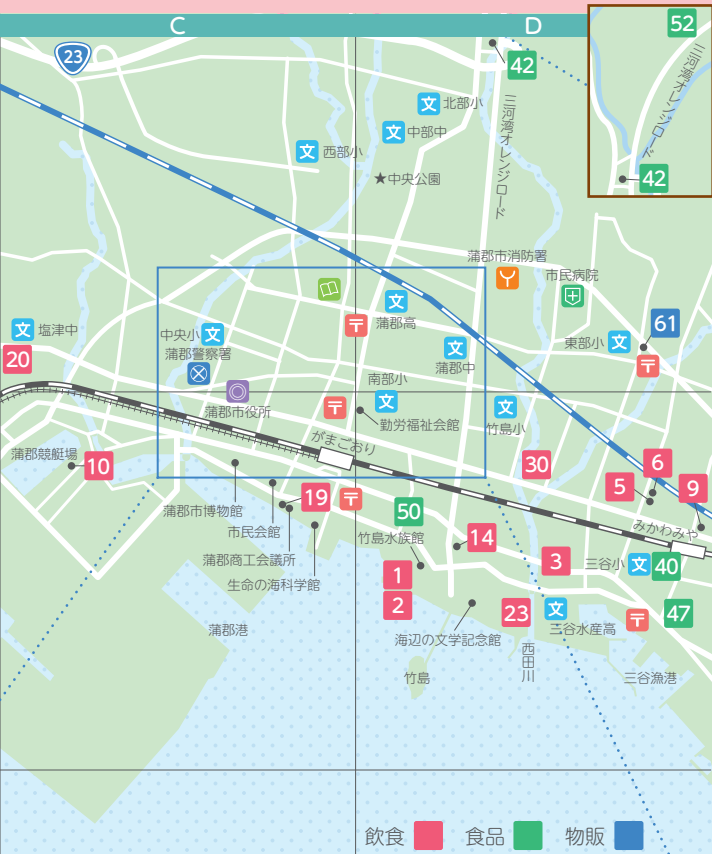 C
D
52
三河湾オレンジロード
42
23
42
三河湾オレンジロード
文 北部小
文 中部中
文 西部小
★中央公園
蒲郡市消防署
市民病院
61
文 塩津中
20
中央小 文
蒲郡警察署
〒
文
蒲郡高
文
蒲郡中
東部小 文
〒
蒲郡市役所
〒
南部小
文
勤労福祉会館
文
竹島小
がまごおり
蒲郡競艇場
10
30
6
5
9
蒲郡市博物館
市民会館
19
〒
50
蒲郡商工会議所
生命の海科学館
竹島水族館
14
みかわみや
1
2
3
三谷小 文
40
23
文
三谷水産高
〒
47
海辺の文学記念館
蒲郡港
竹島
西田川
三谷漁港
飲食
食品
物販